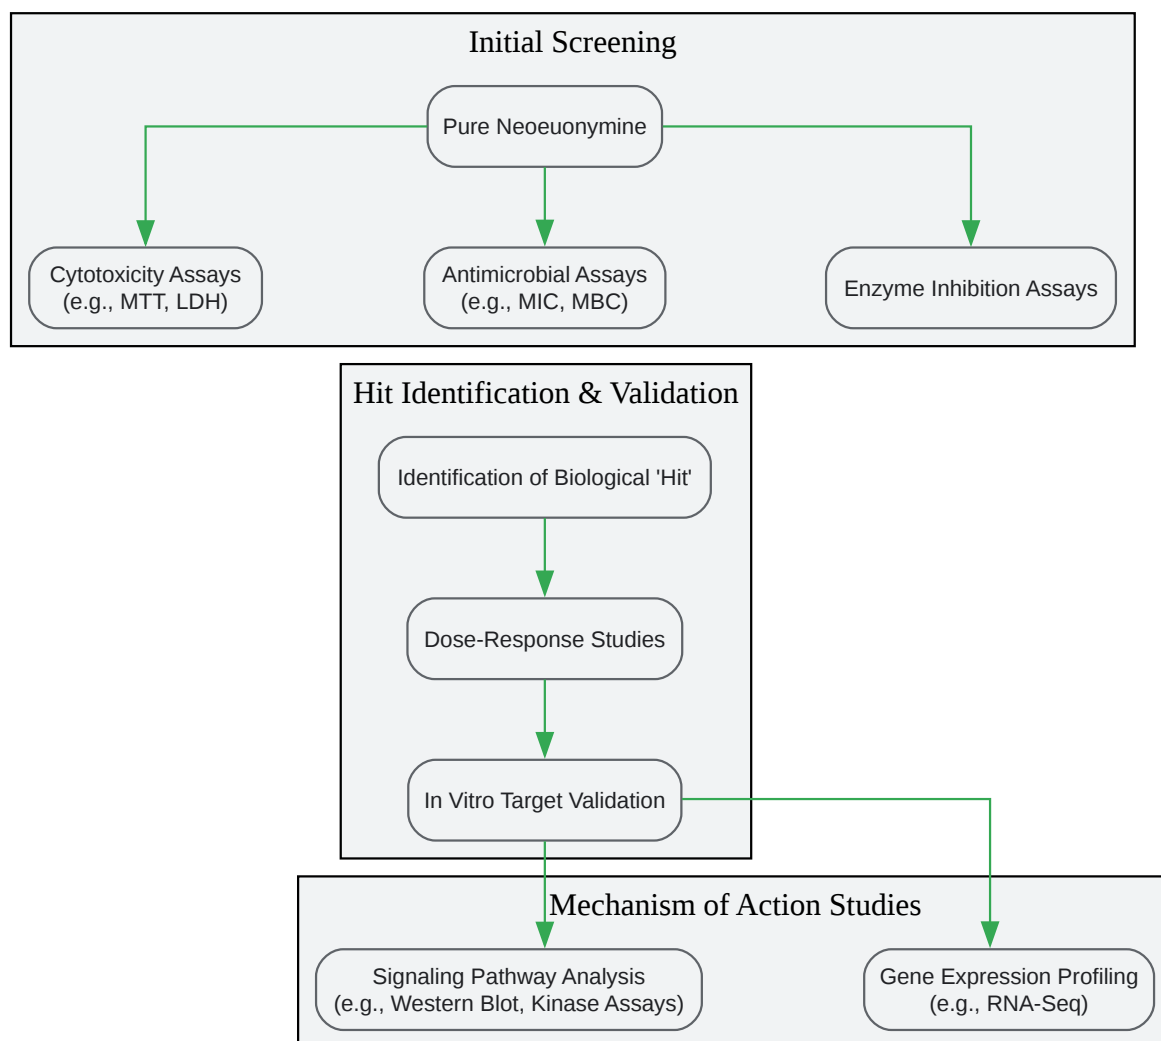 Initial Screening
Pure Neoeuonymine
Cytotoxicity Assays
(e.g., MTT, LDH)
Antimicrobial Assays
(e.g., MIC, MBC)
Enzyme Inhibition Assays
Hit Identification & Validation
Identification of Biological 'Hit'
Dose-Response Studies
In Vitro Target Validation
Mechanism of Action Studies
Signaling Pathway Analysis
(e.g., Western Blot, Kinase Assays)
Gene Expression Profiling
(e.g., RNA-Seq)